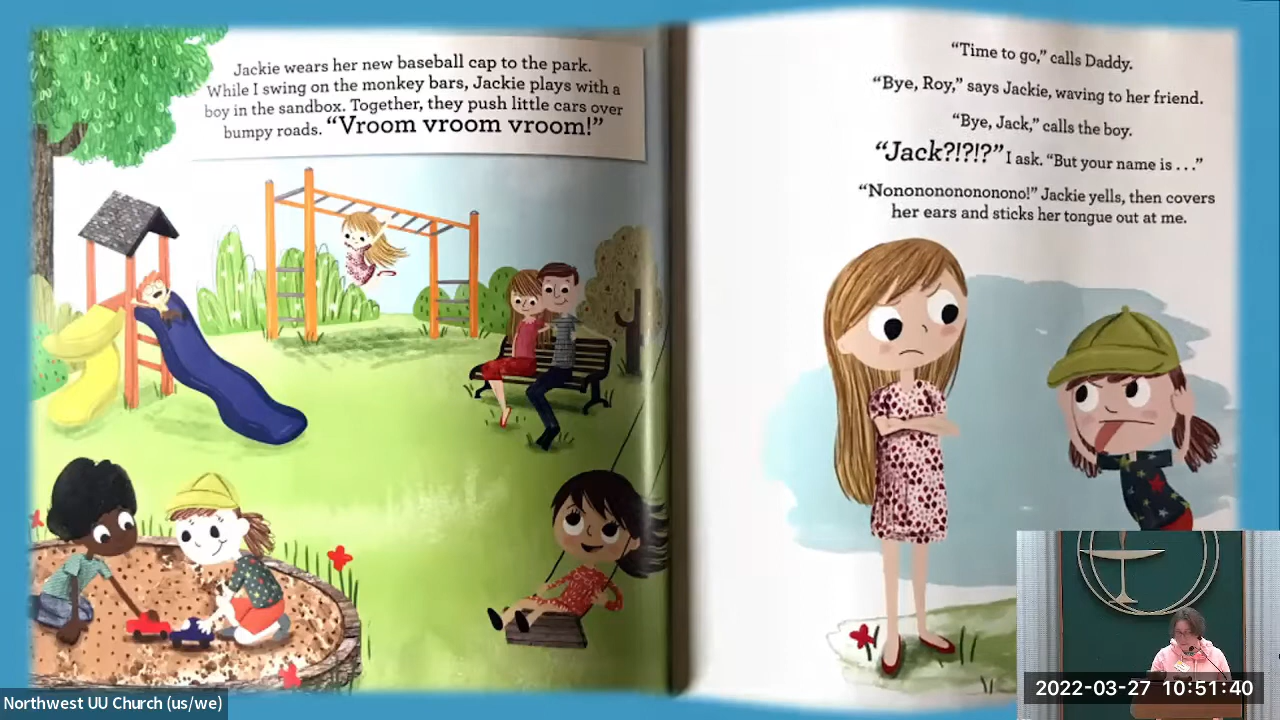 Jackie wears her new baseball cap to the park.
While I swing on the monkey bars, Jackie plays with a
boy in the sandbox. Together, they push little cars over
bumpy roads. “Vroom vroom vroom!”
“Time to go,” calls Daddy.
“Bye, Roy,” says Jackie, waving to her friend.
“Bye, Jack,” calls the boy.
“Jack?!?!?” I ask. “But your name is . . .”
“Nonononononono!” Jackie yells, then covers
her ears and sticks her tongue out at me.
Northwest UU Church (us/we)
2022-03-27 10:51:40